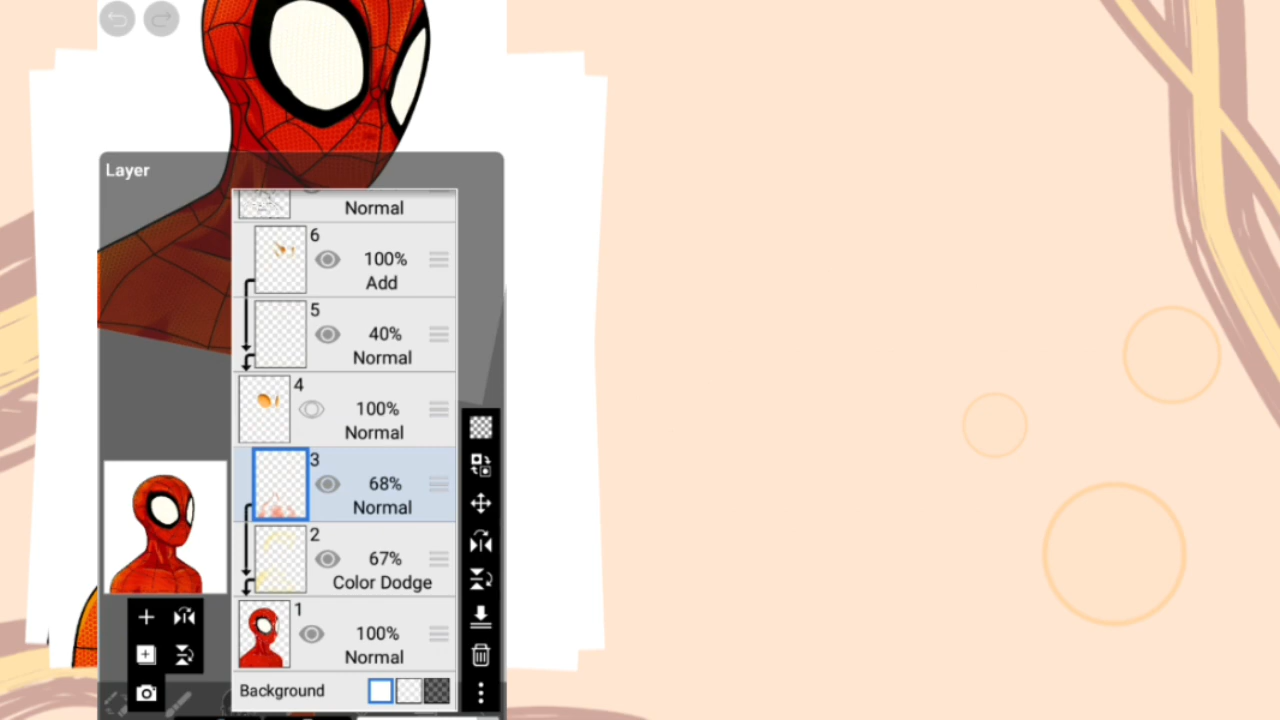 Layer
Normal
6
100%
Add
5
40%
Normal
4
100%
Normal
3
68%
Normal
2
67%
Color Dodge
1
100%
Normal
Background